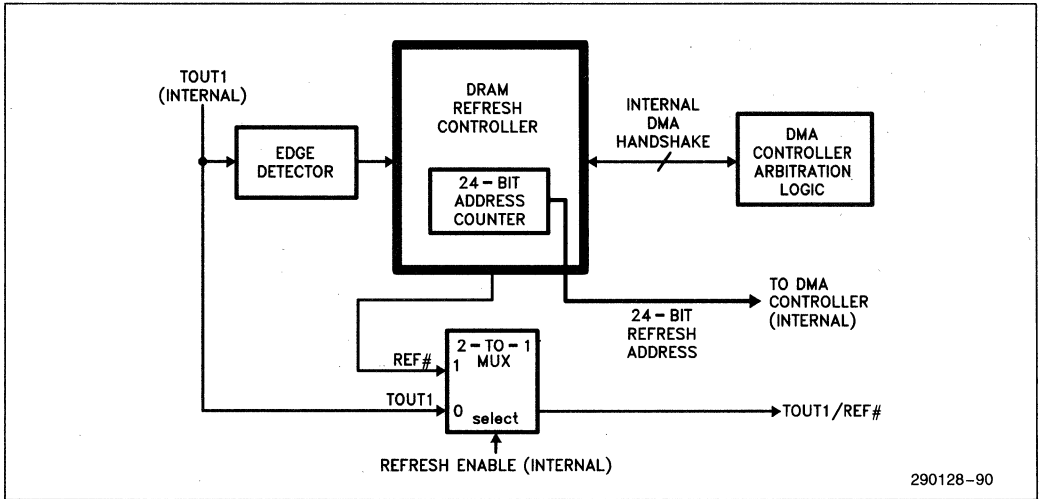 TOUT1
(INTERNAL)
EDGE
DETECTOR
DRAM
REFRESH
CONTROLLER
24-BIT
ADDRESS
COUNTER
INTERNAL
DMA
HANDSHAKE
DMA
CONTROLLER
ARBITRATION
LOGIC
TO DMA
CONTROLLER
(INTERNAL)
24-BIT
REFRESH
ADDRESS
2-TO-1
MUX
REF#
1
TOUT1
0
select
TOUT1/REF#
REFRESH ENABLE (INTERNAL)
290128-90